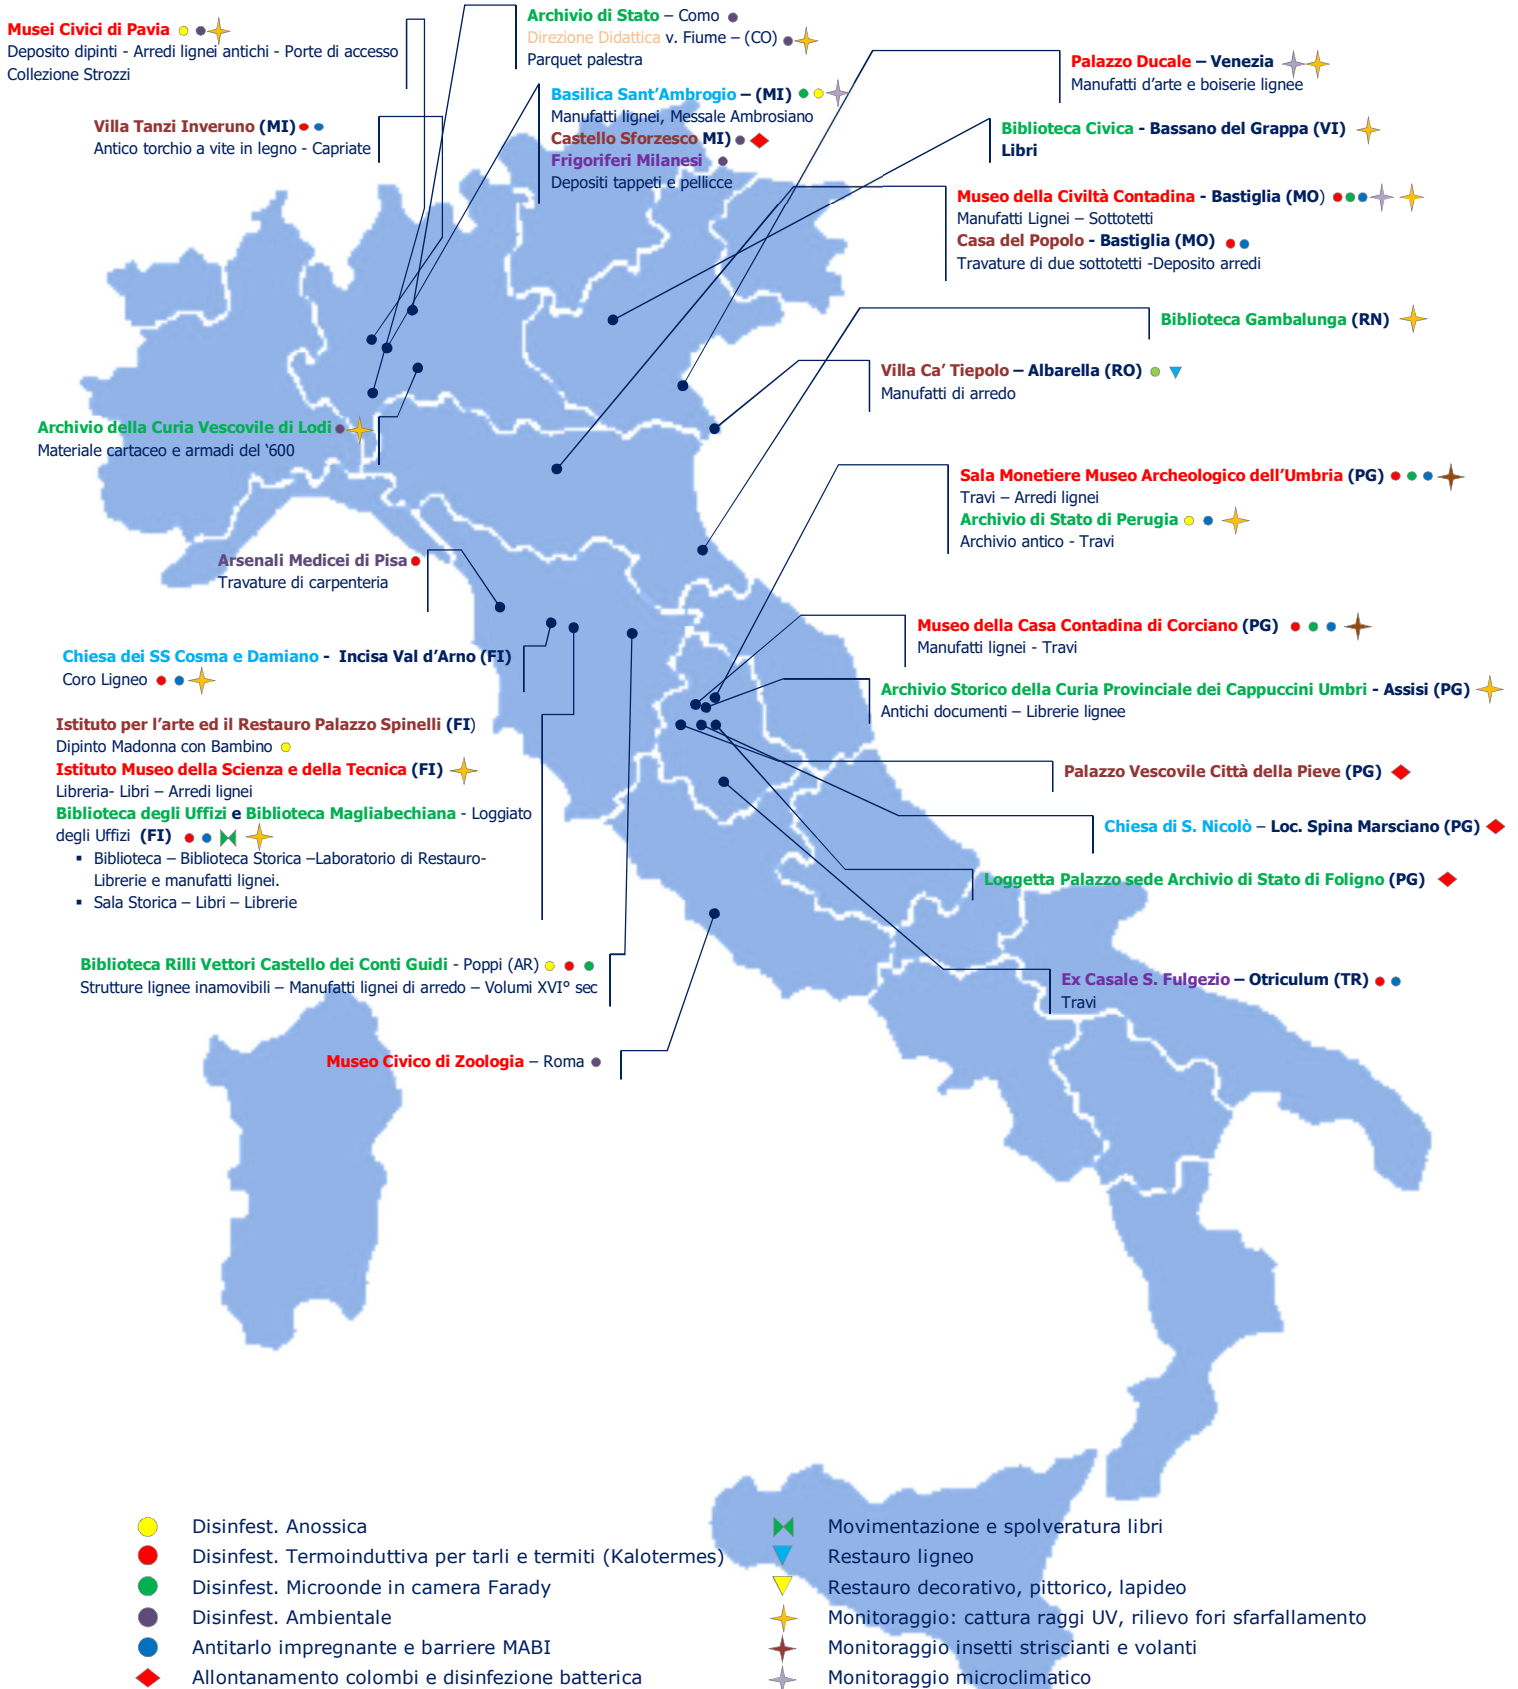 Musei Civici di Pavia
Deposito dipinti - Arredi lignei antichi - Porte di accesso
Collezione Strozzi
Villa Tanzi Inveruno (MI)
Antico torchio a vite in legno - Capriate
Archivio di Stato – Como
Direzione Didattica v. Fiume – (CO)
Parquet palestra
Basilica Sant’Ambrogio – (MI)
Manufatti lignei, Messale Ambrosiano
Castello Sforzesco MI)
Frigoriferi Milanesi
Depositi tappeti e pellicce
Palazzo Ducale – Venezia
Manufatti d’arte e boiserie lignee
Biblioteca Civica - Bassano del Grappa (VI)
Libri
Museo della Civiltà Contadina - Bastiglia (MO)
Manufatti Lignei – Sottotetti
Casa del Popolo - Bastiglia (MO)
Travature di due sottotetti -Deposito arredi
Biblioteca Gambalunga (RN)
Villa Ca’ Tiepolo – Albarella (RO)
Manufatti di arredo
Archivio della Curia Vescovile di Lodi
Materiale cartaceo e armadi del ‘600
Sala Monetiere Museo Archeologico dell’Umbria (PG)
Travi – Arredi lignei
Archivio di Stato di Perugia
Archivio antico - Travi
Arsenali Medicei di Pisa
Travature di carpenteria
Museo della Casa Contadina di Corciano (PG)
Manufatti lignei - Travi
Chiesa dei SS Cosma e Damiano - Incisa Val d’Arno (FI)
Coro Ligneo
Archivio Storico della Curia Provinciale dei Cappuccini Umbri - Assisi (PG)
Antichi documenti – Librerie lignee
Istituto per l’arte ed il Restauro Palazzo Spinelli (FI)
Dipinto Madonna con Bambino
Istituto Museo della Scienza e della Tecnica (FI)
Libreria- Libri – Arredi lignei
Biblioteca degli Uffizi e Biblioteca Magliabechiana - Loggiato
degli Uffizi (FI)
▪ Biblioteca – Biblioteca Storica –Laboratorio di Restauro-
Librerie e manufatti lignei.
▪ Sala Storica – Libri – Librerie
Palazzo Vescovile Città della Pieve (PG)
Chiesa di S. Nicolò – Loc. Spina Marsciano (PG)
Loggetta Palazzo sede Archivio di Stato di Foligno (PG)
Biblioteca Rilli Vettori Castello dei Conti Guidi - Poppi (AR)
Strutture lignee inamovibili – Manufatti lignei di arredo – Volumi XVI° sec
Ex Casale S. Fulgezio – Otriculum (TR)
Travi
Museo Civico di Zoologia – Roma
Disinfest. Anossica
Disinfest. Termoinduttiva per tarli e termiti (Kalotermes)
Disinfest. Microonde in camera Farady
Disinfest. Ambientale
Antitarlo impregnante e barriere MABI
Allontanamento colombi e disinfezione batterica
Movimentazione e spolveratura libri
Restauro ligneo
Restauro decorativo, pittorico, lapideo
Monitoraggio: cattura raggi UV, rilievo fori sfarfallamento
Monitoraggio insetti striscianti e volanti
Monitoraggio microclimatico